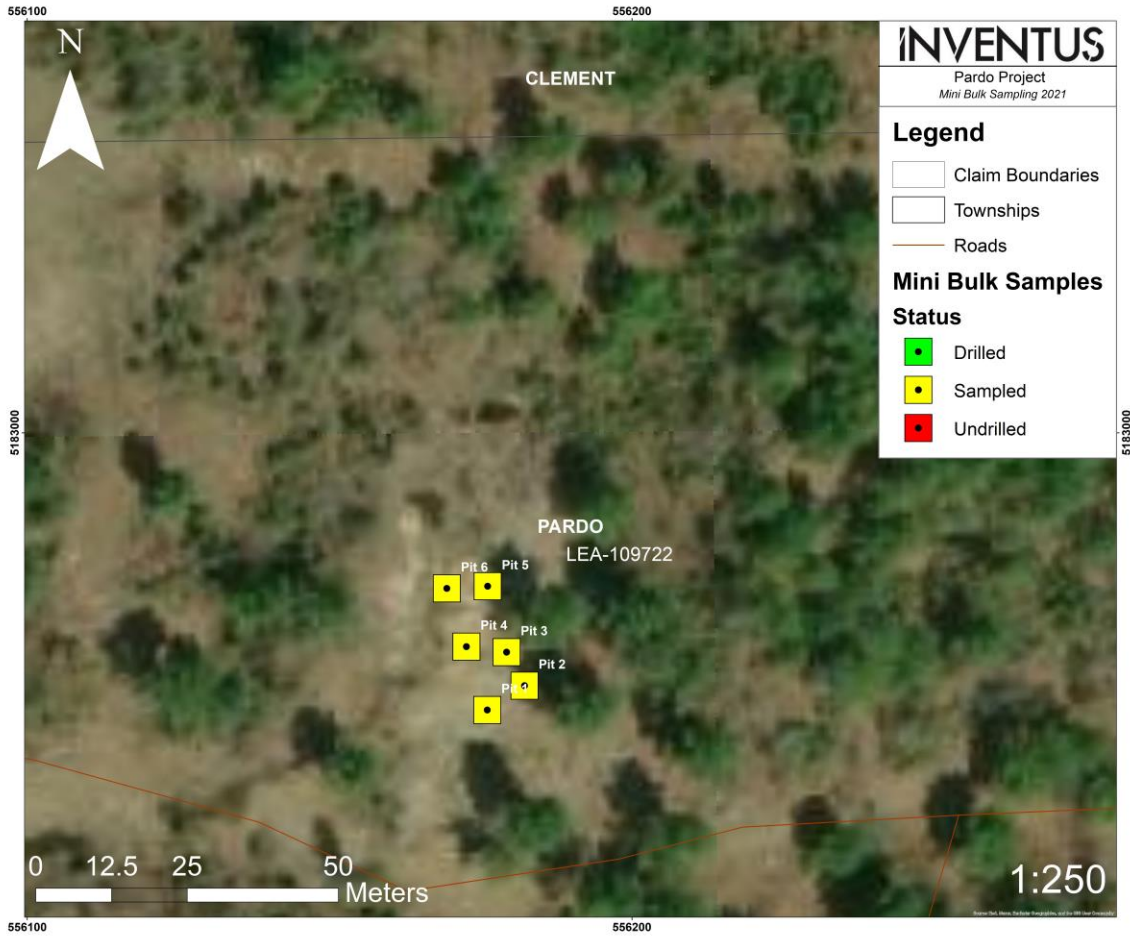 556100
556200
N
CLEMENT
INVENTUS
Pardo Project
Mini Bulk Sampling 2021
Legend
Claim Boundaries
Townships
Roads
Mini Bulk Samples
Status
Drilled
Sampled
Undrilled
5183000
5183000
PARDO
LEA-109722
Pit 6
Pit 5
Pit 4
Pit 3
Pit 2
Pit 1
0 12.5 25 50
Meters
1:250
556100
556200